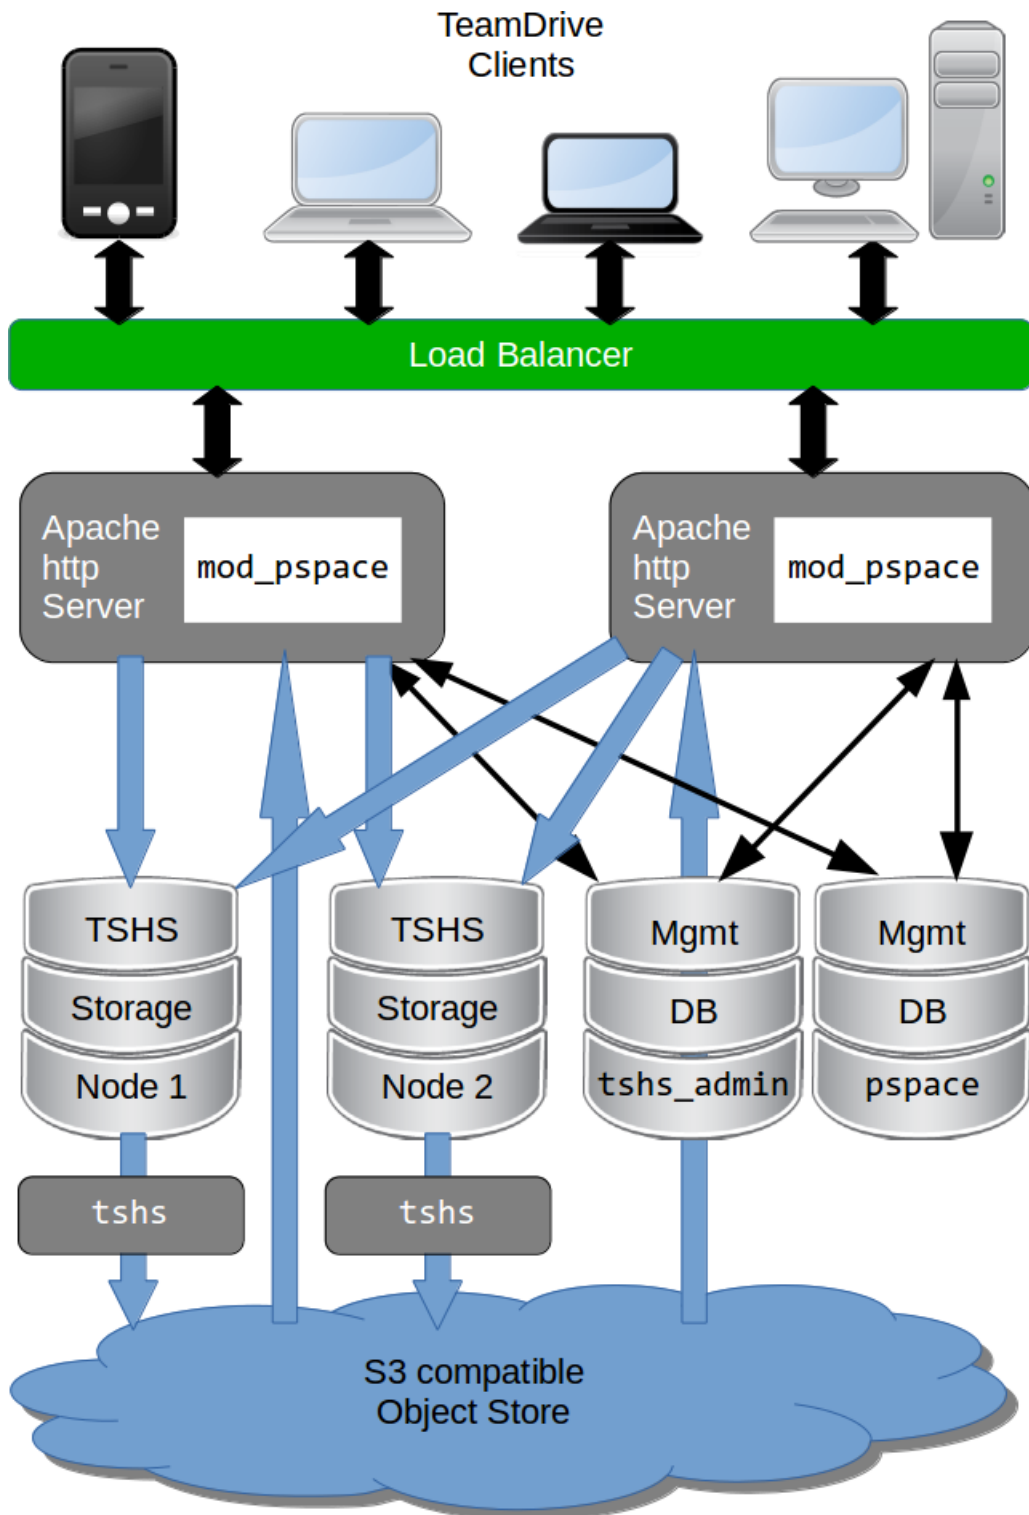 TeamDrive
Clients
Load Balancer
Apache
http
Server
mod_pspace
Apache
http
Server
mod_pspace
TSHS
Storage
Node 1
TSHS
Storage
Node 2
Mgmt
DB
tshs_admin
Mgmt
DB
pspace
tshs
tshs
S3 compatible
Object Store